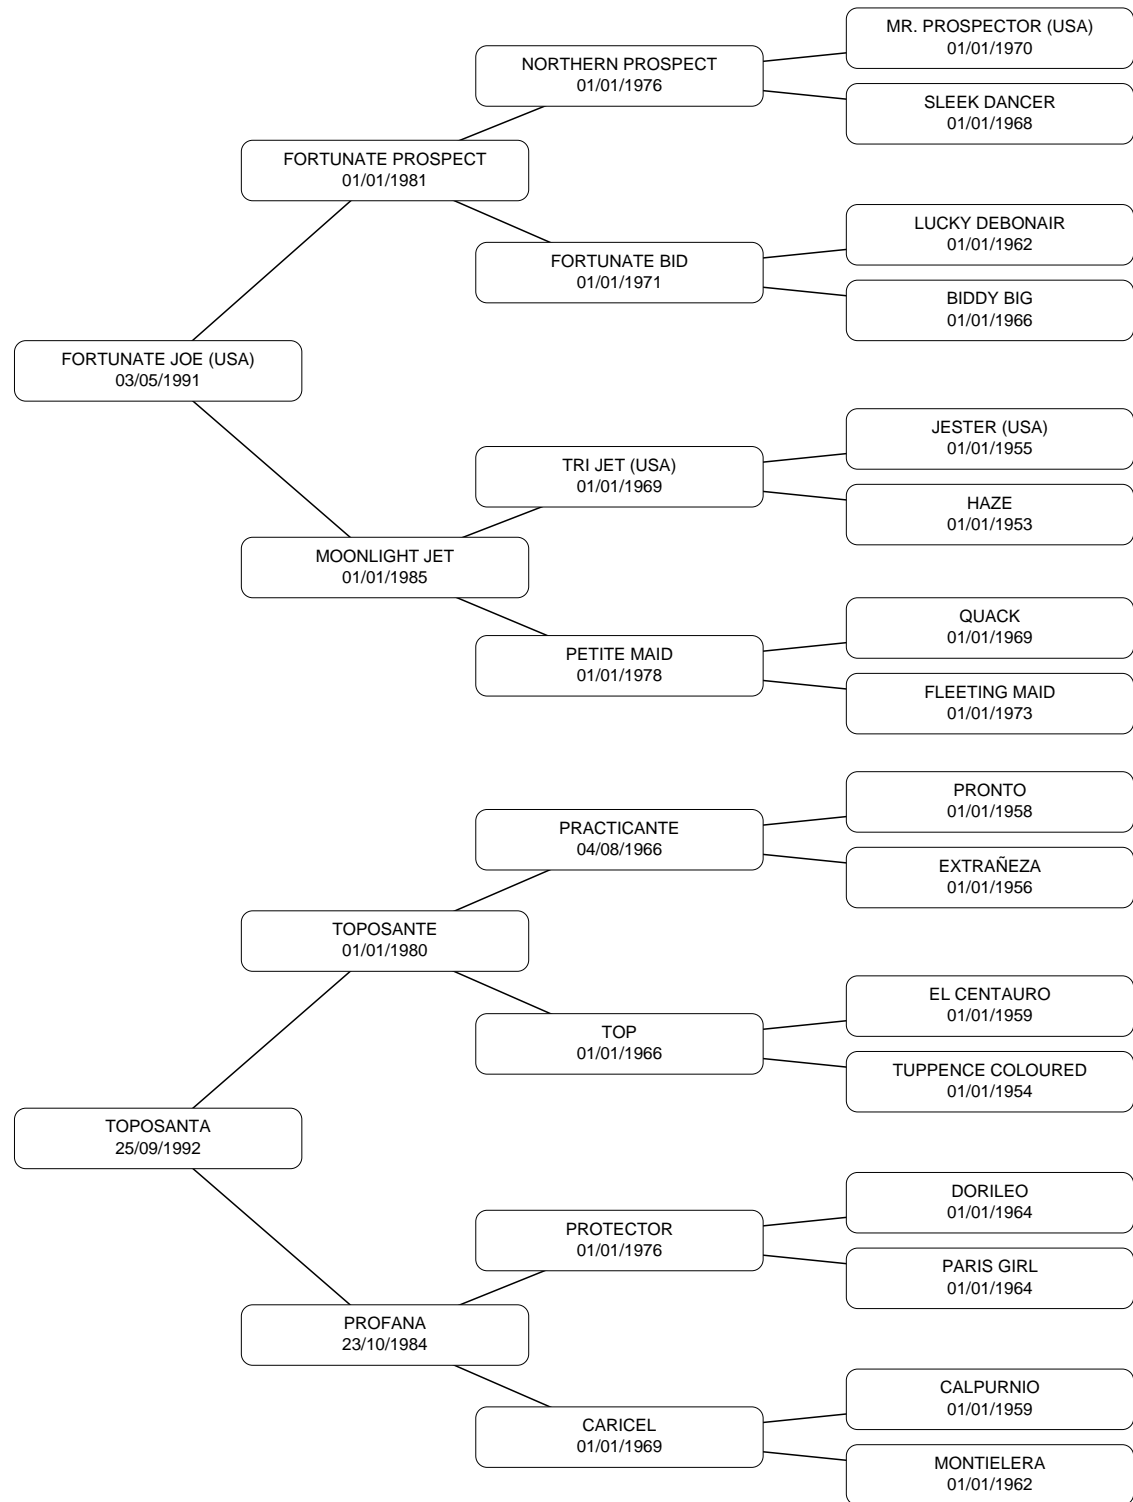 MR. PROSPECTOR (USA)
01/01/1970
NORTHERN PROSPECT
01/01/1976
SLEEK DANCER
01/01/1968
FORTUNATE PROSPECT
01/01/1981
LUCKY DEBONAIR
01/01/1962
FORTUNATE BID
01/01/1971
BIDDY BIG
01/01/1966
FORTUNATE JOE (USA)
03/05/1991
JESTER (USA)
01/01/1955
TRI JET (USA)
01/01/1969
HAZE
01/01/1953
MOONLIGHT JET
01/01/1985
QUACK
01/01/1969
PETITE MAID
01/01/1978
FLEETING MAID
01/01/1973
PRONTO
01/01/1958
PRACTICANTE
04/08/1966
EXTRAÑEZA
01/01/1956
TOPOSANTE
01/01/1980
EL CENTAURO
01/01/1959
TOP
01/01/1966
TUPPENCE COLOURED
01/01/1954
TOPOSANTA
25/09/1992
DORILEO
01/01/1964
PROTECTOR
01/01/1976
PARIS GIRL
01/01/1964
PROFANA
23/10/1984
CALPURNIO
01/01/1959
CARICEL
01/01/1969
MONTIELERA
01/01/1962